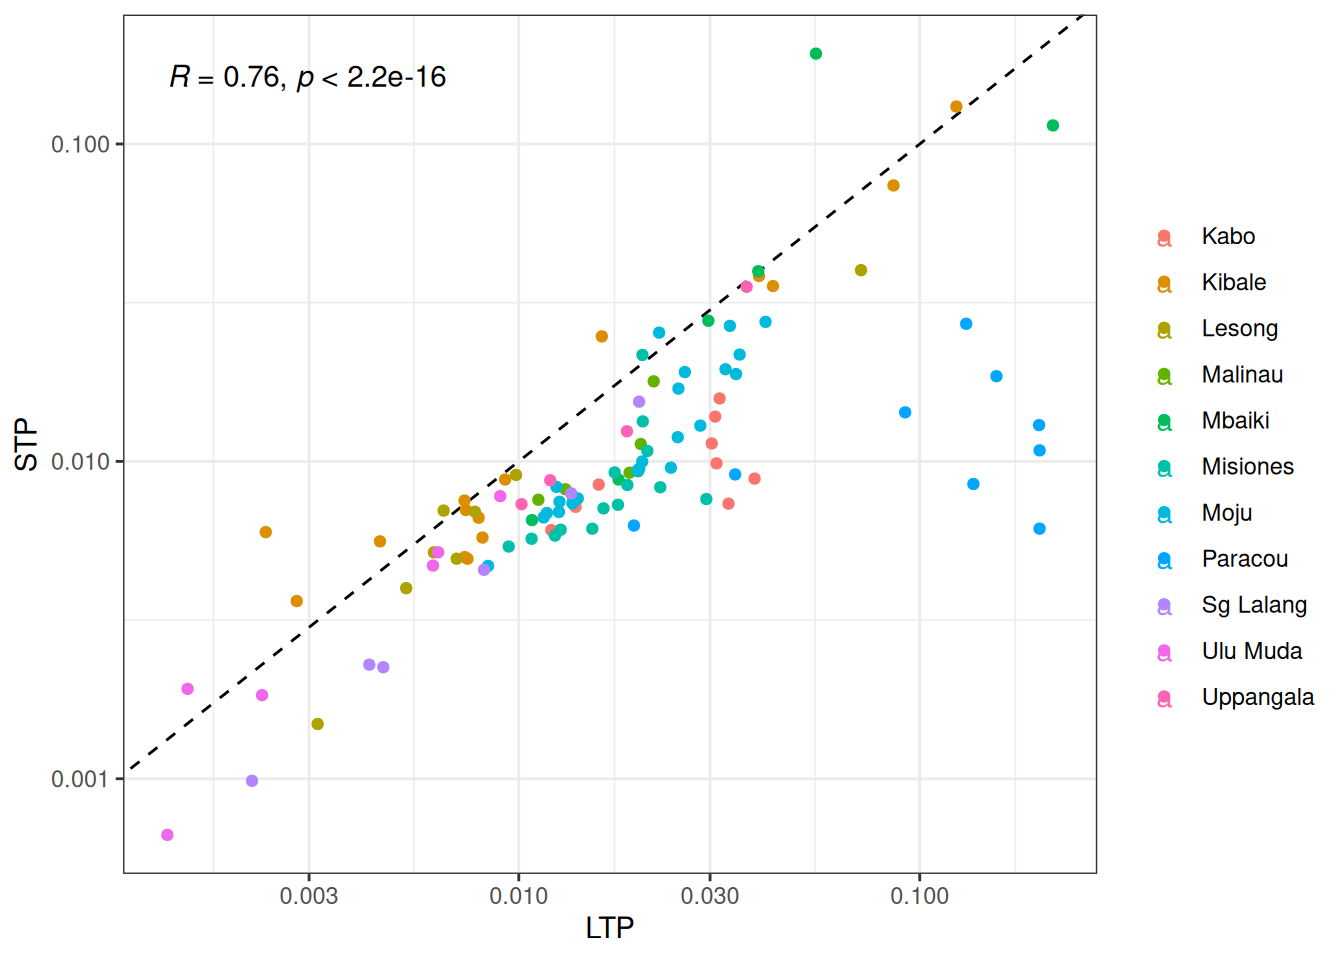 R = 0.76, p < 2.2e-16
0.100
0.010
0.001
STP
0.003
0.010
0.030
0.100
LTP
a Kabo
a Kibale
a Lesong
a Malinau
a Mbaiki
a Misiones
a Moju
a Paracou
a Sg Lalang
a Ulu Muda
a Uppangala